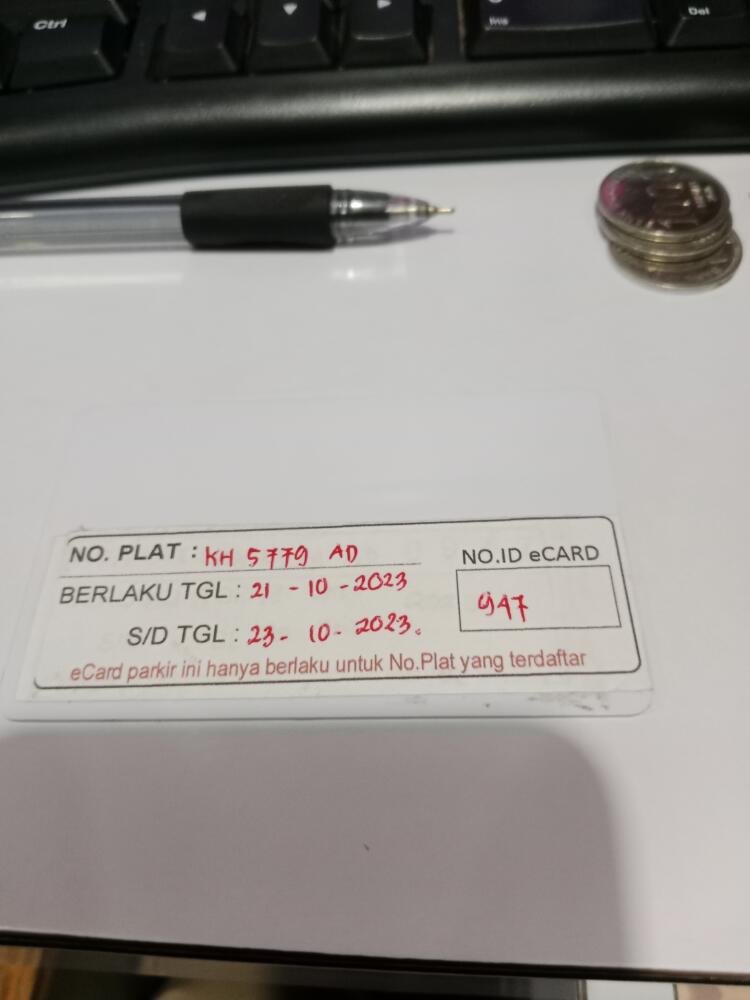 Ctrl
Ins
Del
NO. PLAT : KH 5779 AD
BERLAKU TGL : 21 - 10 - 2023
S/D TGL : 23 - 10 - 2023.
NO.ID eCARD
947
eCard parkir ini hanya berlaku untuk No.Plat yang terdaftar